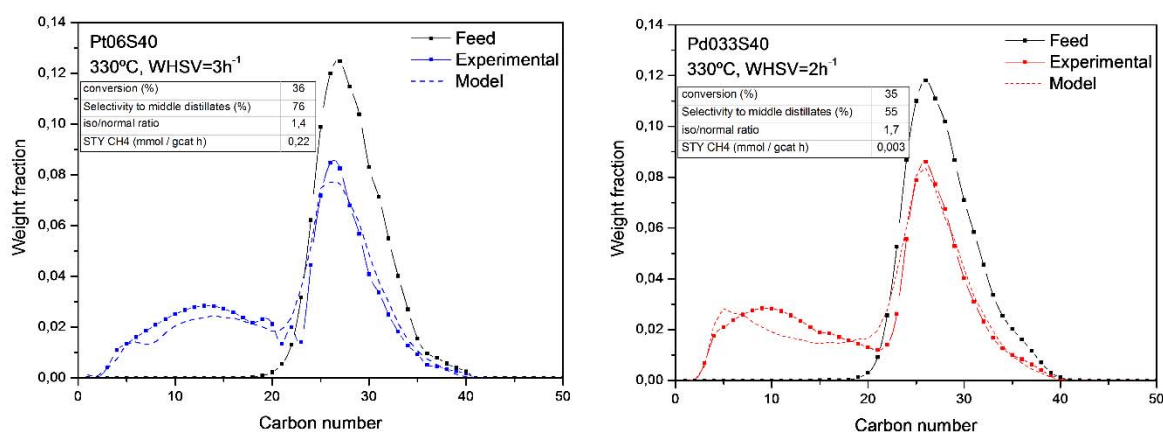 0,14
0,12
0,10
0,08
0,06
0,04
0,02
0,00
Weight fraction
Pt06S40
330ºC, WHSV=3h⁻¹
conversion (%) 36
Selectivity to middle distillates (%) 76
iso/normal ratio 1,4
STY CH4 (mmol / gcat h) 0,22
Feed
Experimental
Model
0 10 20 30 40 50
Carbon number
0,14
0,12
0,10
0,08
0,06
0,04
0,02
0,00
Weight fraction
Pd033S40
330ºC, WHSV=2h⁻¹
conversion (%) 35
Selectivity to middle distillates (%) 55
iso/normal ratio 1,7
STY CH4 (mmol / gcat h) 0,003
Feed
Experimental
Model
0 10 20 30 40 50
Carbon number